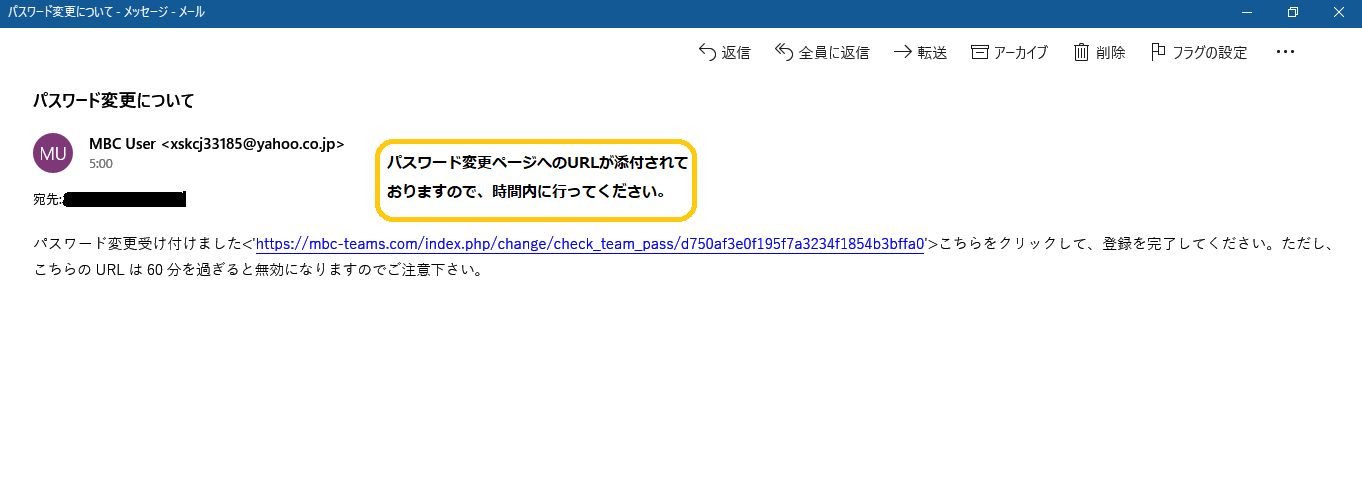 パスワード変更について - メッセージ - メール
返信 全員に返信 転送 アーカイブ 削除 フラグの設定 …
パスワード変更について
MU
MBC User <xskcj33185@yahoo.co.jp>
5:00
パスワード変更ページへのURLが添付されて
おりますので、時間内に行ってください。
宛先:
パスワード変更受け付けました<'https://mbc-teams.com/index.php/change/check_team_pass/d750af3e0f195f7a3234f1854b3bffa0'>こちらをクリックして、登録を完了してください。ただし、
こちらの URL は 60 分を過ぎると無効になりますのでご注意下さい。